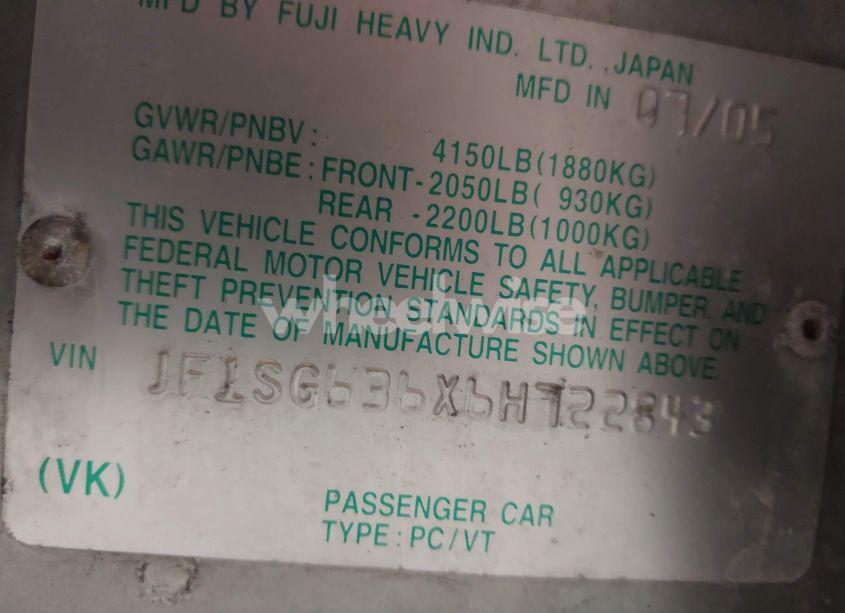 MFD BY FUJI HEAVY IND. LTD., JAPAN
MFD IN 07/05
GVWR/PNBV: 4150LB(1880KG)
GAWR/PNBE: FRONT-2050LB( 930KG)
REAR -2200LB(1000KG)
THIS VEHICLE CONFORMS TO ALL APPLICABLE
FEDERAL MOTOR VEHICLE SAFETY, BUMPER, AND
THEFT PREVENTION STANDARDS IN EFFECT ON
THE DATE OF MANUFACTURE SHOWN ABOVE.
wheelwire
VIN JF1SG636X6H722843
(VK)
PASSENGER CAR
TYPE: PC/VT